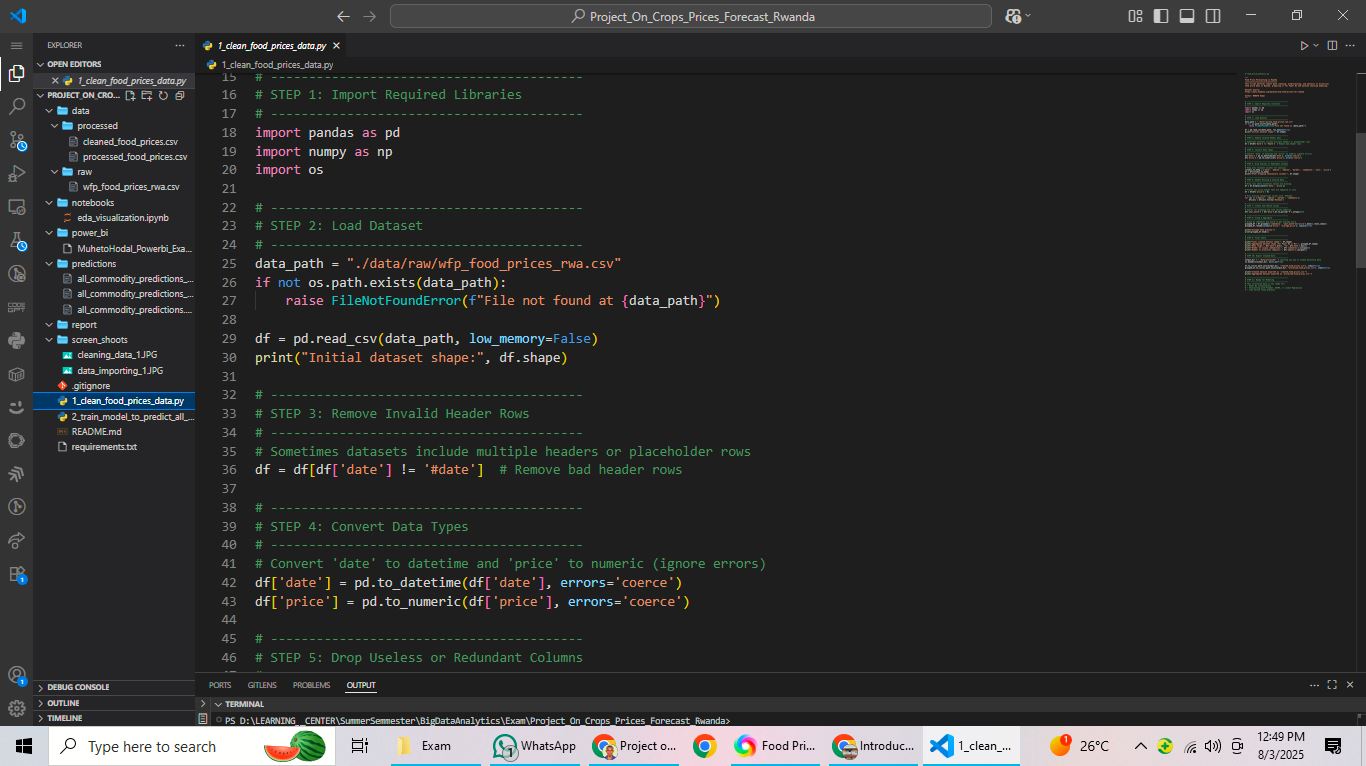 Project_On_Crops_Prices_Forecast_Rwanda
EXPLORER
OPEN EDITORS
1_clean_food_prices_data.py
PROJECT_ON_CRO...
data
processed
cleaned_food_prices.csv
processed_food_prices.csv
raw
wfp_food_prices_rwa.csv
notebooks
eda_visualization.ipynb
power_bi
MuhetoHodal_Powerbi_Exa...
predictions
all_commodity_predictions_...
all_commodity_predictions_...
all_commodity_predictions....
report
screen_shoots
cleaning_data_1.JPG
data_importing_1.JPG
.gitignore
1_clean_food_prices_data.py
2_train_model_to_predict_all_...
README.md
requirements.txt
DEBUG CONSOLE
OUTLINE
TIMELINE
1_clean_food_prices_data.py
1_clean_food_prices_data.py
15 # -----------------------------------------
16 # STEP 1: Import Required Libraries
17 # -----------------------------------------
18 import pandas as pd
19 import numpy as np
20 import os
21
22 # -----------------------------------------
23 # STEP 2: Load Dataset
24 # -----------------------------------------
25 data_path = "./data/raw/wfp_food_prices_rwa.csv"
26 if not os.path.exists(data_path):
27     raise FileNotFoundError(f"File not found at {data_path}")
28
29 df = pd.read_csv(data_path, low_memory=False)
30 print("Initial dataset shape:", df.shape)
31
32 # -----------------------------------------
33 # STEP 3: Remove Invalid Header Rows
34 # -----------------------------------------
35 # Sometimes datasets include multiple headers or placeholder rows
36 df = df[df['date'] != '#date']  # Remove bad header rows
37
38 # -----------------------------------------
39 # STEP 4: Convert Data Types
40 # -----------------------------------------
41 # Convert 'date' to datetime and 'price' to numeric (ignore errors)
42 df['date'] = pd.to_datetime(df['date'], errors='coerce')
43 df['price'] = pd.to_numeric(df['price'], errors='coerce')
44
45 # -----------------------------------------
46 # STEP 5: Drop Useless or Redundant Columns
PORTS GITLENS PROBLEMS OUTPUT
TERMINAL
PS D:\LEARNING__CENTER\SummerSemmester\BigDataAnalytics\Exam\Project_On_Crops_Prices_Forecast_Rwanda>
Type here to search
Exam
WhatsApp
Project o...
Food Pri...
Introduc...
1_clean_...
26°C
12:49 PM
8/3/2025